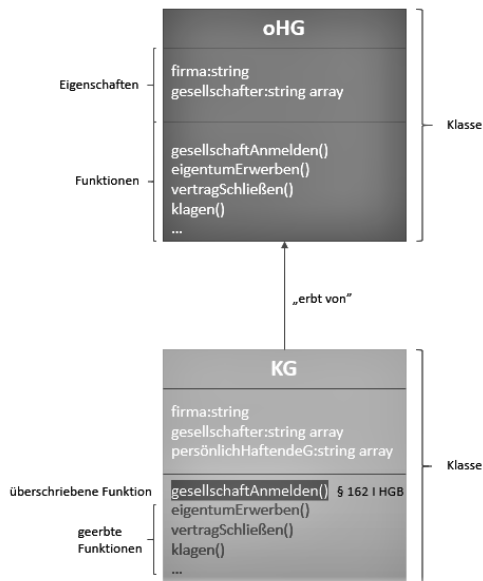 oHG
Eigenschaften
firma:string
gesellschafter:string array
Klasse
Funktionen
gesellschaftAnmelden()
eigentumErwerben()
vertragSchließen()
klagen()
...
„erbt von"
KG
firma:string
gesellschafter:string array
persönlichHaftendeG:string array
Klasse
überschriebene Funktion gesellschaftAnmelden() § 162 I HGB
geerbte
Funktionen
eigentumErwerben()
vertragSchließen()
klagen()
...